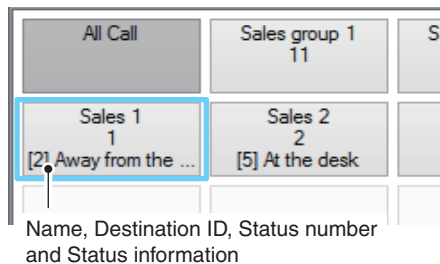 All Call
Sales group 1
11
S
Sales 1
1
[2] Away from the ...
Sales 2
2
[5] At the desk
Name, Destination ID, Status number
and Status information